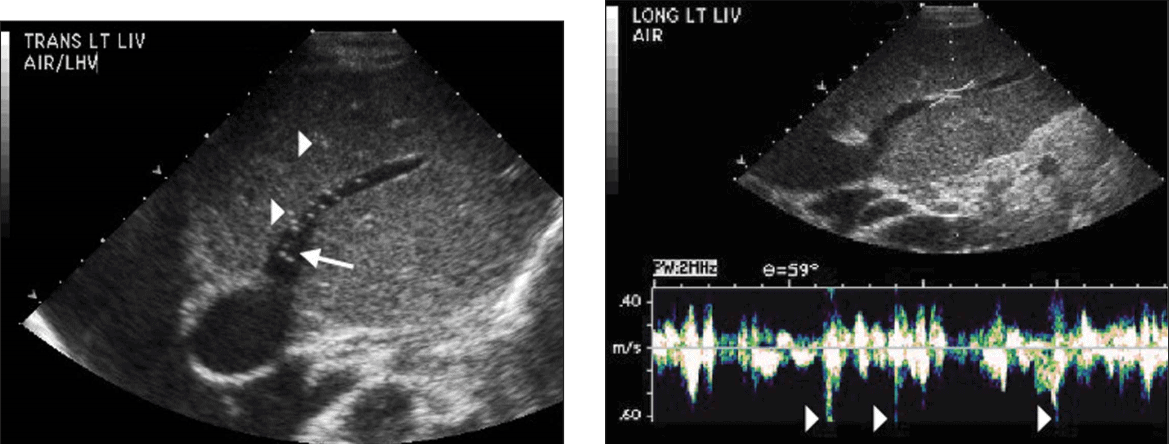 TRANS LT LIV
AIR/LHV
LONG LT LIV
AIR
PW:2MHz θ=59°
.40
m/s
.60